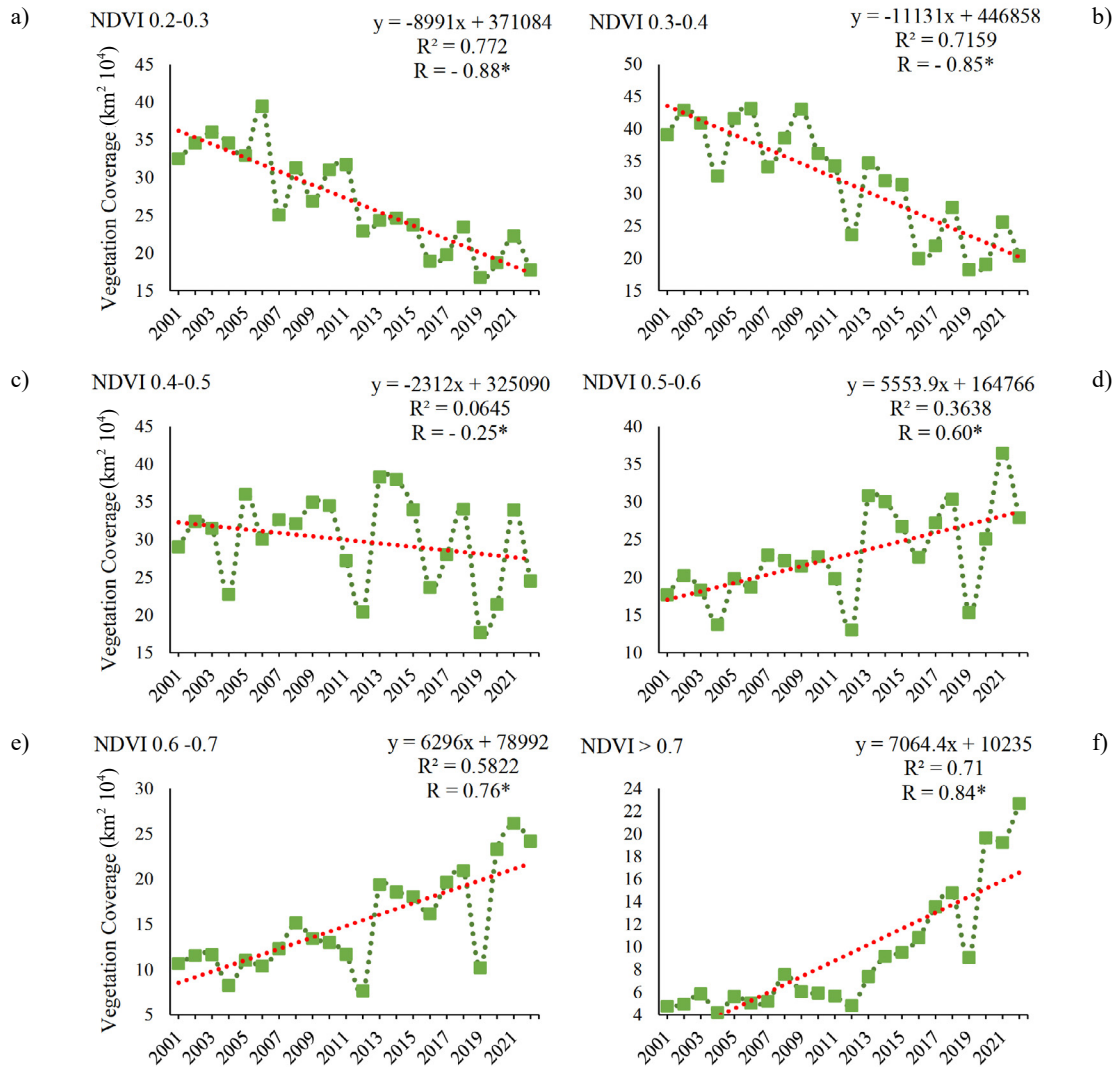 a)
NDVI 0.2-0.3
y = -8991x + 371084
R² = 0.772
R = - 0.88*
Vegetation Coverage (km² 10⁴)
45
40
35
30
25
20
15
2001 2003 2005 2007 2009 2011 2013 2015 2017 2019 2021
b)
NDVI 0.3-0.4
y = -11131x + 446858
R² = 0.7159
R = - 0.85*
50
45
40
35
30
25
20
15
2001 2003 2005 2007 2009 2011 2013 2015 2017 2019 2021
c)
NDVI 0.4-0.5
y = -2312x + 325090
R² = 0.0645
R = - 0.25*
Vegetation Coverage (km² 10⁴)
45
40
35
30
25
20
15
2001 2003 2005 2007 2009 2011 2013 2015 2017 2019 2021
d)
NDVI 0.5-0.6
y = 5553.9x + 164766
R² = 0.3638
R = 0.60*
40
35
30
25
20
15
10
2001 2003 2005 2007 2009 2011 2013 2015 2017 2019 2021
e)
NDVI 0.6 -0.7
y = 6296x + 78992
R² = 0.5822
R = 0.76*
Vegetation Coverage (km² 10⁴)
30
25
20
15
10
5
2001 2003 2005 2007 2009 2011 2013 2015 2017 2019 2021
f)
NDVI > 0.7
y = 7064.4x + 10235
R² = 0.71
R = 0.84*
24
22
20
18
16
14
12
10
8
6
4
2001 2003 2005 2007 2009 2011 2013 2015 2017 2019 2021